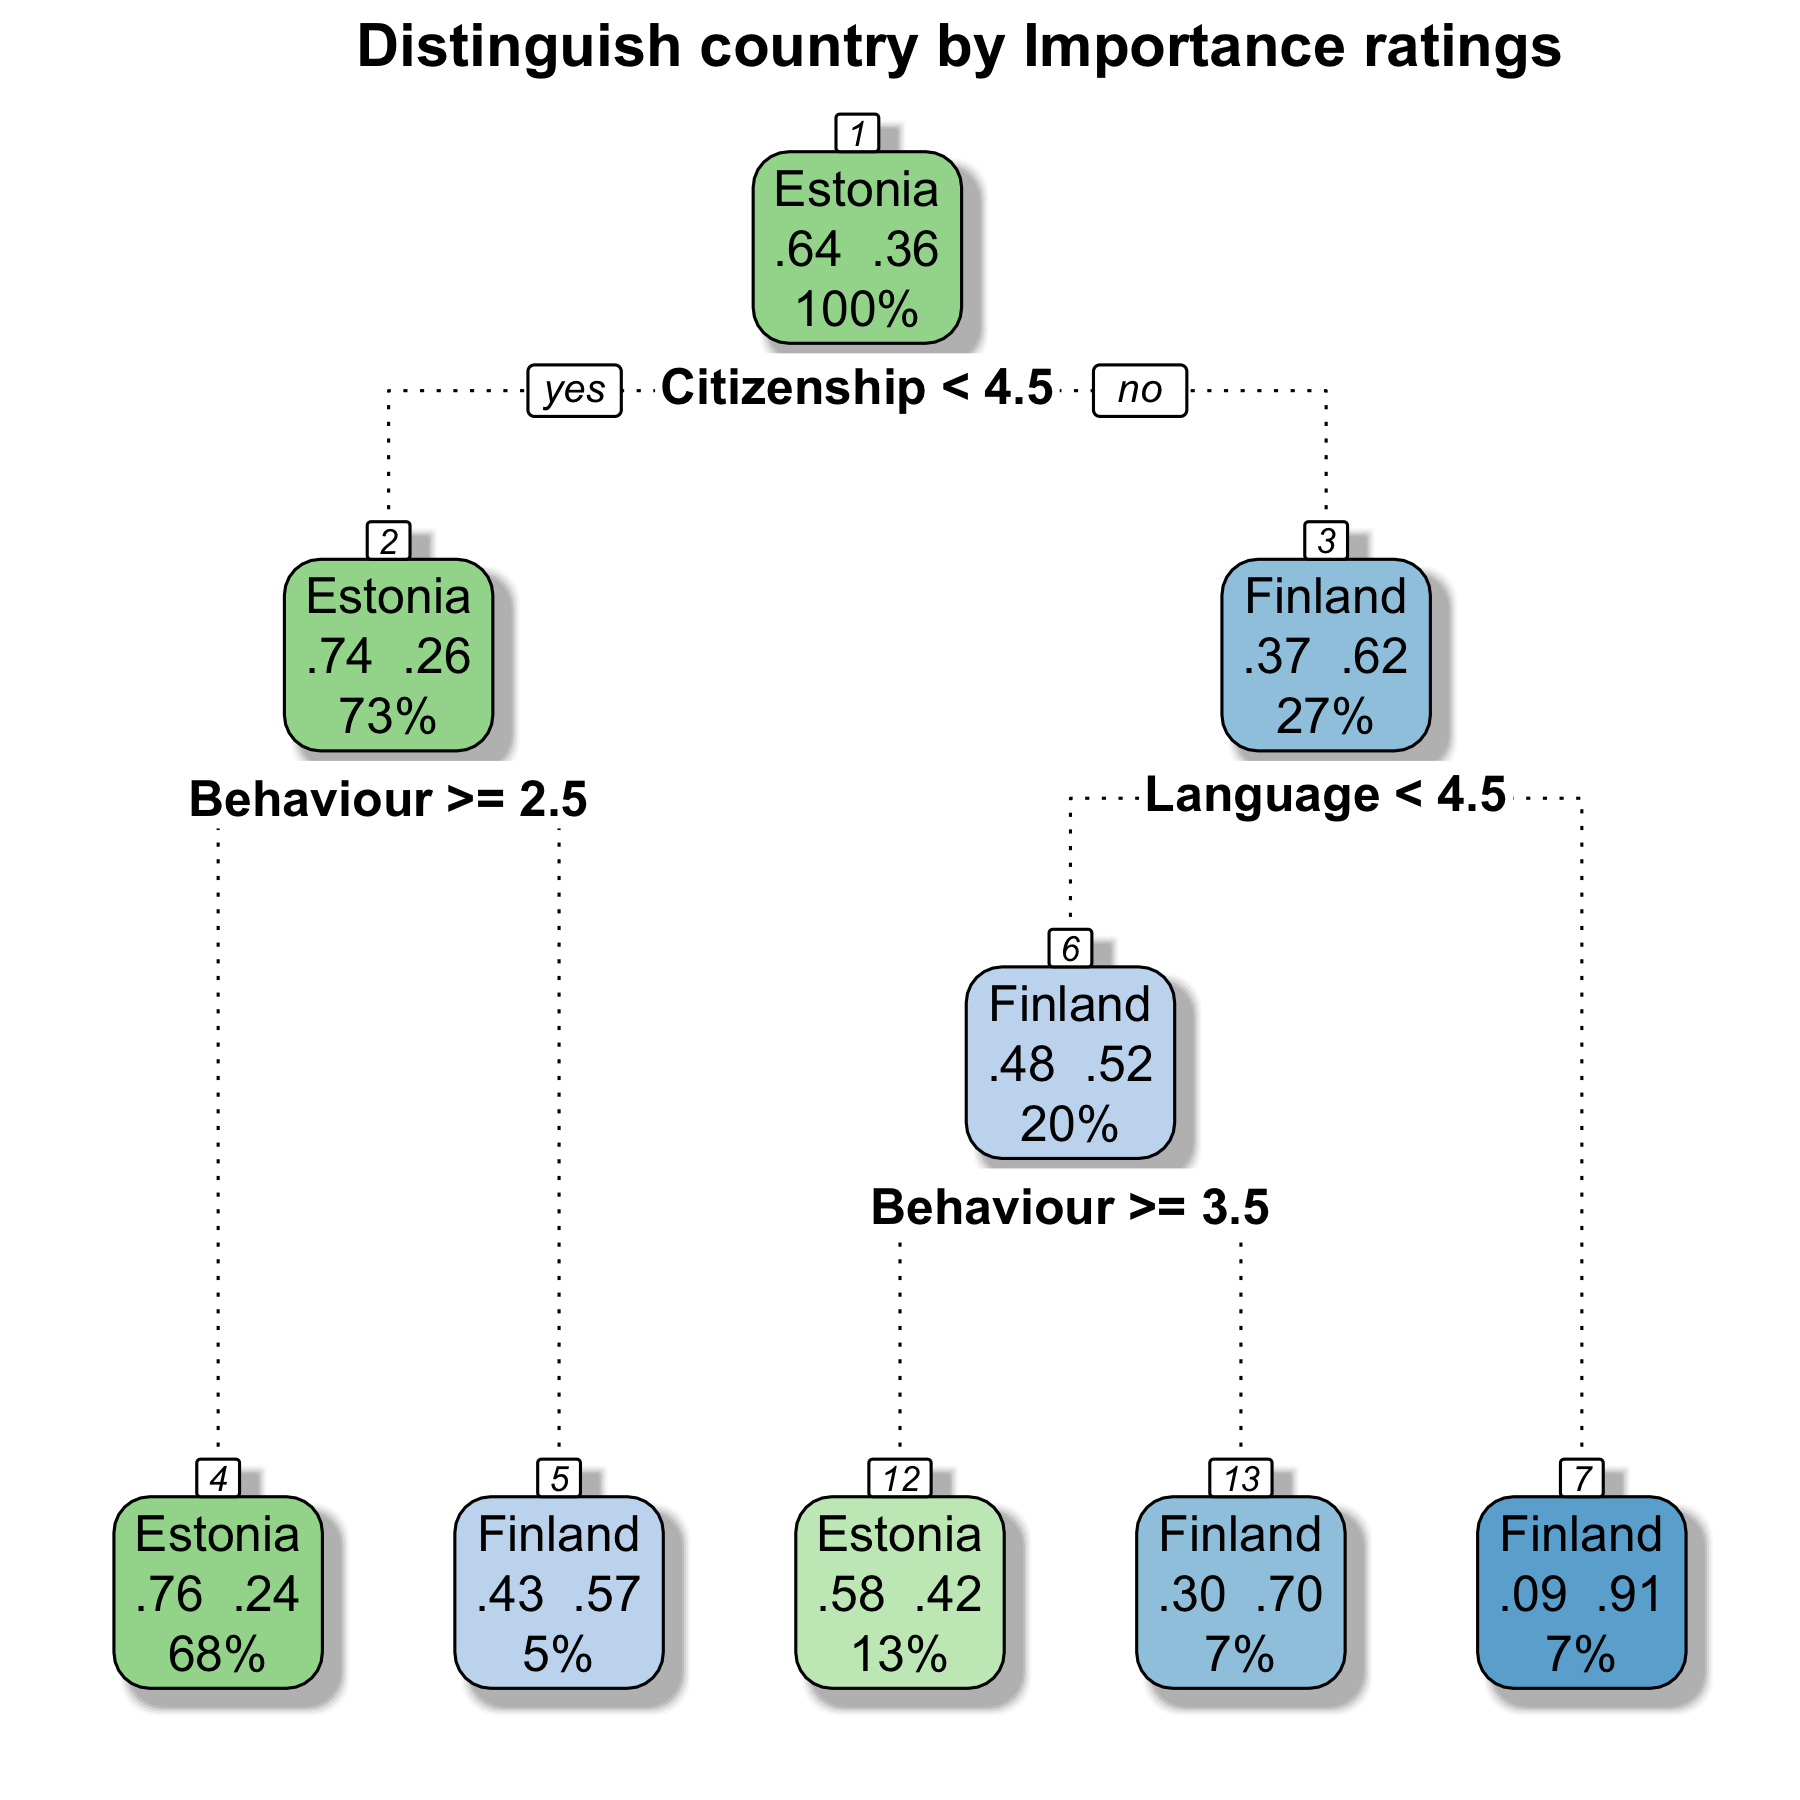 Distinguish country by Importance ratings
1
Estonia
.64 .36
100%
yes Citizenship < 4.5 no
2
Estonia
.74 .26
73%
3
Finland
.37 .62
27%
Behaviour >= 2.5
Language < 4.5
6
Finland
.48 .52
20%
Behaviour >= 3.5
4
Estonia
.76 .24
68%
5
Finland
.43 .57
5%
12
Estonia
.58 .42
13%
13
Finland
.30 .70
7%
7
Finland
.09 .91
7%